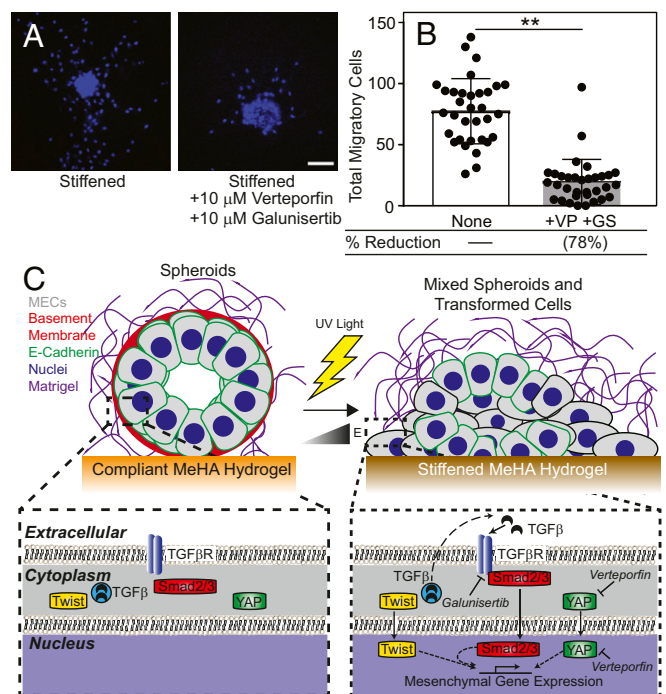 A
Stiffened
Stiffened
+10 µM Verteporfin
+10 µM Galunisertib
B
**
Total Migratory Cells
150
100
50
0
None
+VP +GS
% Reduction
—
(78%)
C
Spheroids
MECs
Basement
Membrane
E-Cadherin
Nuclei
Matrigel
UV Light
E
Mixed Spheroids and
Transformed Cells
Compliant MeHA Hydrogel
Stiffened MeHA Hydrogel
Extracellular
TGFβR
Cytoplasm
TGFβ
Smad2/3
Twist
YAP
Nucleus
TGFβ
TGFβR
TGFβ
Smad2/3
Verteporfin
Twist
Galunisertib
YAP
Twist
Smad2/3
YAP
Verteporfin
Mesenchymal Gene Expression